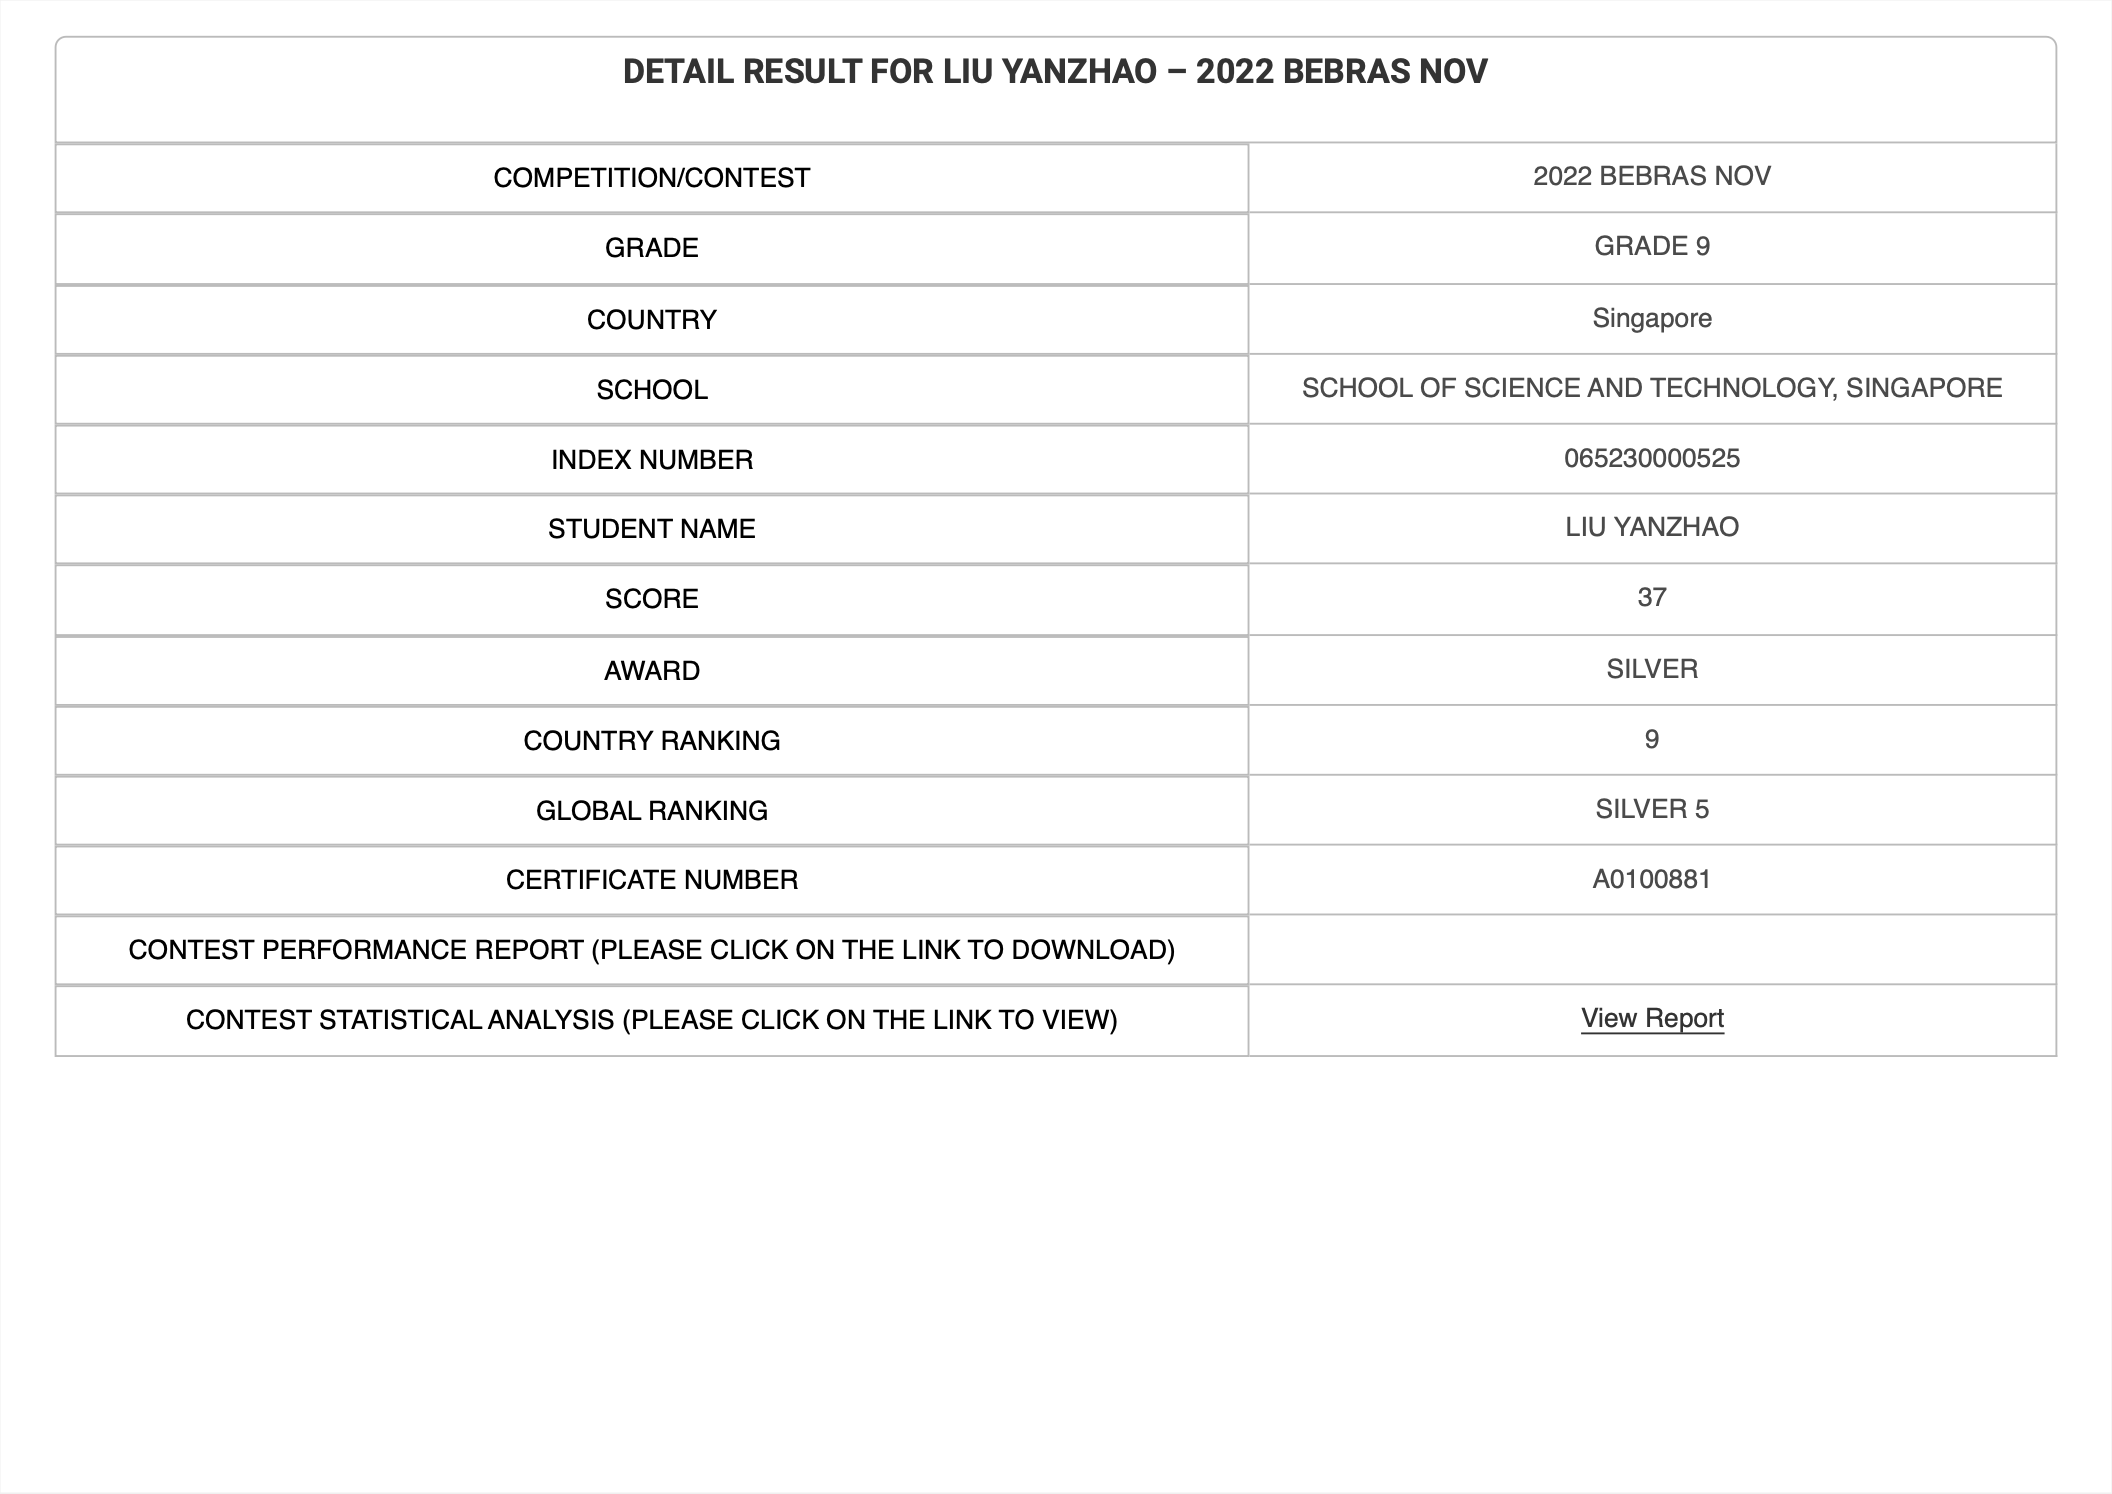 DETAIL RESULT FOR LIU YANZHAO – 2022 BEBRAS NOV
COMPETITION/CONTEST 2022 BEBRAS NOV
GRADE GRADE 9
COUNTRY Singapore
SCHOOL SCHOOL OF SCIENCE AND TECHNOLOGY, SINGAPORE
INDEX NUMBER 065230000525
STUDENT NAME LIU YANZHAO
SCORE 37
AWARD SILVER
COUNTRY RANKING 9
GLOBAL RANKING SILVER 5
CERTIFICATE NUMBER A0100881
CONTEST PERFORMANCE REPORT (PLEASE CLICK ON THE LINK TO DOWNLOAD)
CONTEST STATISTICAL ANALYSIS (PLEASE CLICK ON THE LINK TO VIEW) View Report